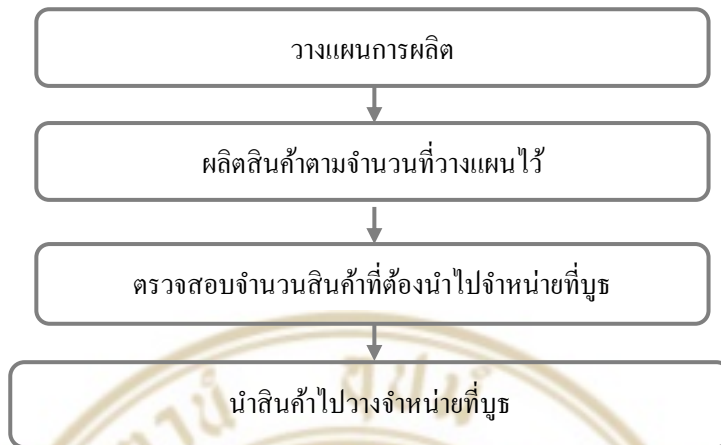 วางแผนการผลิต
ผลิตสินค้าตามจำนวนที่วางแผนไว้
ตรวจสอบจำนวนสินค้าที่ต้องนำไปจำหน่ายที่บูธ
นำสินค้าไปวางจำหน่ายที่บูธ